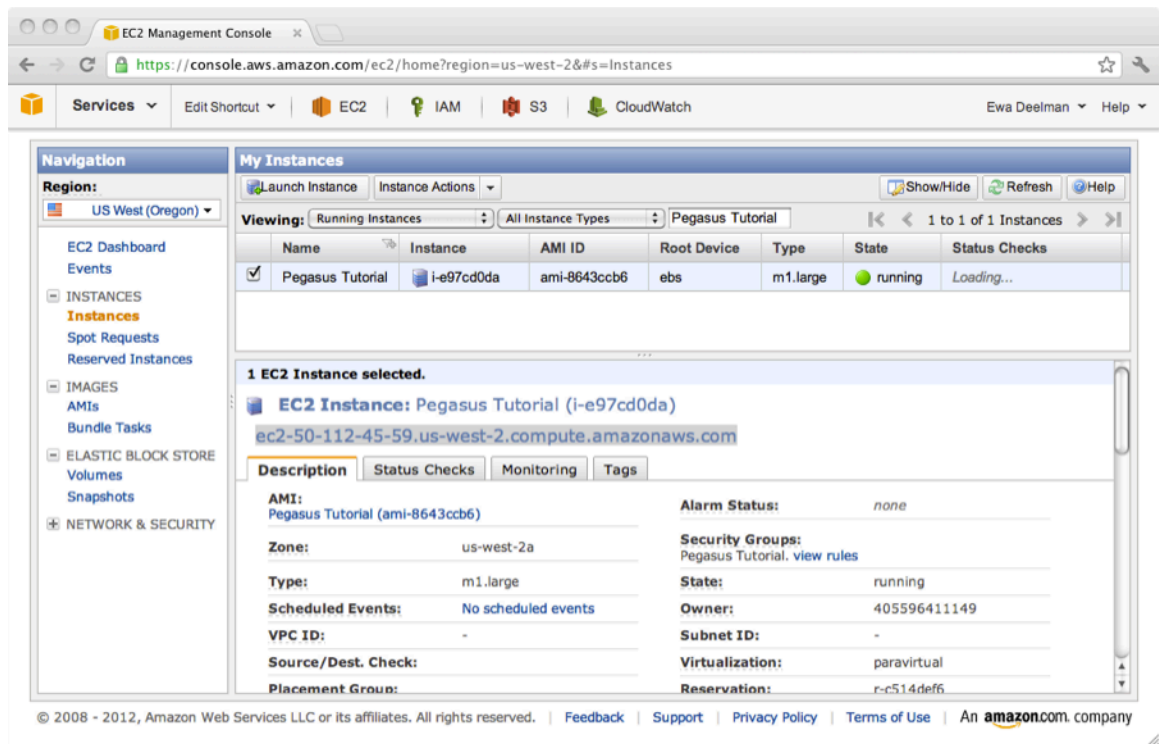 EC2 Management Console
https://console.aws.amazon.com/ec2/home?region=us-west-2&#s=Instances
Services Edit Shortcut EC2 IAM S3 CloudWatch Ewa Deelman Help
Navigation
Region:
US West (Oregon)
EC2 Dashboard
Events
INSTANCES
Instances
Spot Requests
Reserved Instances
IMAGES
AMIs
Bundle Tasks
ELASTIC BLOCK STORE
Volumes
Snapshots
NETWORK & SECURITY
My Instances
Launch Instance Instance Actions Show/Hide Refresh Help
Viewing: Running Instances All Instance Types Pegasus Tutorial 1 to 1 of 1 Instances
Name Instance AMI ID Root Device Type State Status Checks
Pegasus Tutorial i-e97cd0da ami-8643ccb6 ebs m1.large running Loading...
1 EC2 Instance selected.
EC2 Instance: Pegasus Tutorial (i-e97cd0da)
ec2-50-112-45-59.us-west-2.compute.amazonaws.com
Description Status Checks Monitoring Tags
AMI:
Pegasus Tutorial (ami-8643ccb6)
Alarm Status: none
Zone: us-west-2a
Security Groups:
Pegasus Tutorial. view rules
Type: m1.large
State: running
Scheduled Events: No scheduled events
Owner: 405596411149
VPC ID: -
Subnet ID: -
Source/Dest. Check:
Virtualization: paravirtual
Placement Group:
Reservation: r-c514def6
© 2008 - 2012, Amazon Web Services LLC or its affiliates. All rights reserved. | Feedback | Support | Privacy Policy | Terms of Use | An amazon.com. company